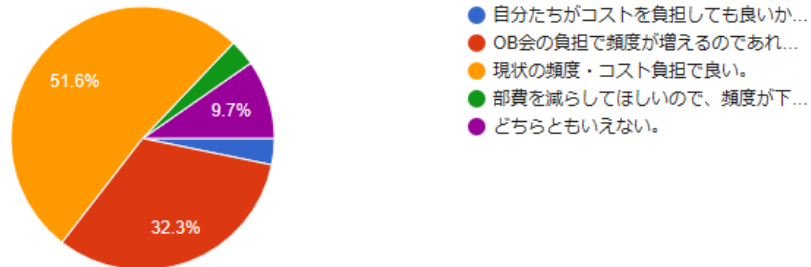 51.6%
9.7%
32.3%
自分たちがコストを負担しても良いか...
OB会の負担で頻度が増えるのであれ...
現状の頻度・コスト負担で良い。
部費を減らしてほしいので、頻度が下...
どちらともいえない。